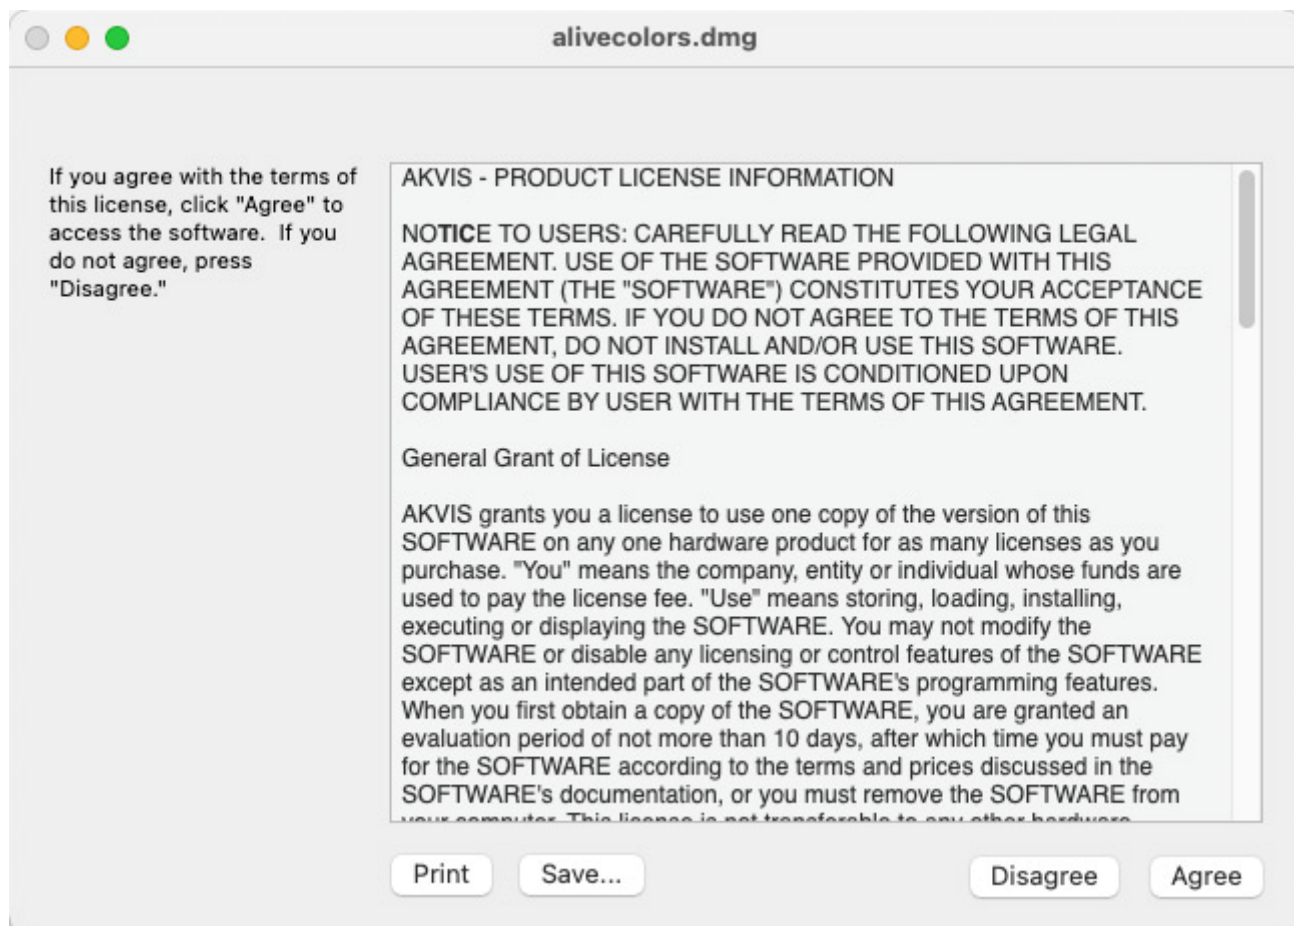 alivecolors.dmg
If you agree with the terms of
this license, click "Agree" to
access the software.  If you
do not agree, press
"Disagree."
AKVIS - PRODUCT LICENSE INFORMATION
NOTICE TO USERS: CAREFULLY READ THE FOLLOWING LEGAL
AGREEMENT. USE OF THE SOFTWARE PROVIDED WITH THIS
AGREEMENT (THE "SOFTWARE") CONSTITUTES YOUR ACCEPTANCE
OF THESE TERMS. IF YOU DO NOT AGREE TO THE TERMS OF THIS
AGREEMENT, DO NOT INSTALL AND/OR USE THIS SOFTWARE.
USER'S USE OF THIS SOFTWARE IS CONDITIONED UPON
COMPLIANCE BY USER WITH THE TERMS OF THIS AGREEMENT.
General Grant of License
AKVIS grants you a license to use one copy of the version of this
SOFTWARE on any one hardware product for as many licenses as you
purchase. "You" means the company, entity or individual whose funds are
used to pay the license fee. "Use" means storing, loading, installing,
executing or displaying the SOFTWARE. You may not modify the
SOFTWARE or disable any licensing or control features of the SOFTWARE
except as an intended part of the SOFTWARE's programming features.
When you first obtain a copy of the SOFTWARE, you are granted an
evaluation period of not more than 10 days, after which time you must pay
for the SOFTWARE according to the terms and prices discussed in the
SOFTWARE's documentation, or you must remove the SOFTWARE from
your computer. This license is not transferable to any other hardware
Print
Save...
Disagree
Agree